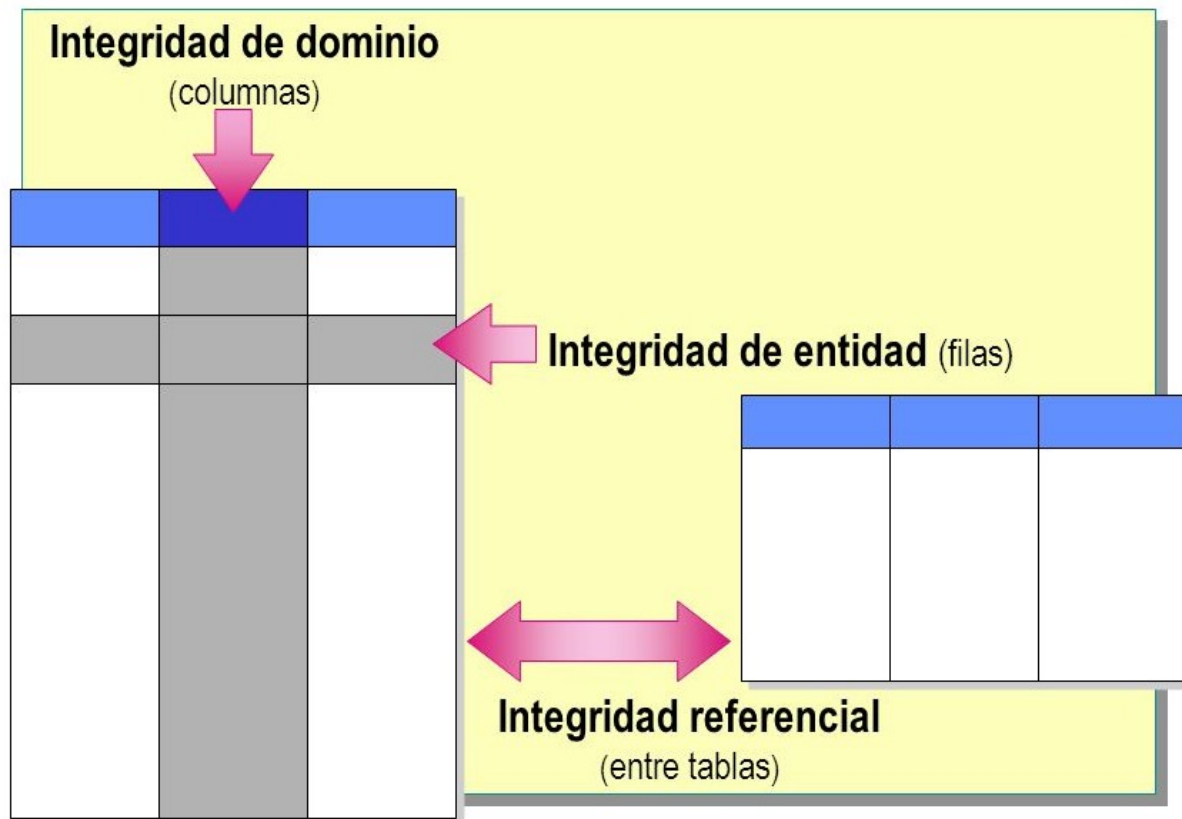 Integridad de dominio
(columnas)
Integridad de entidad (filas)
Integridad referencial
(entre tablas)